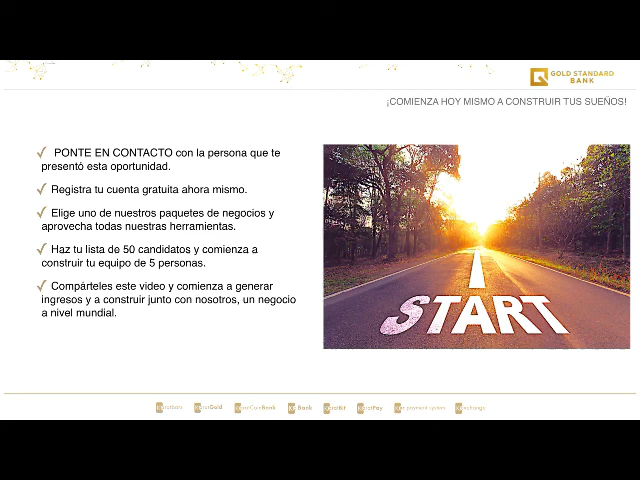 GOLD STANDARD
BANK
¡COMIENZA HOY MISMO A CONSTRUIR TUS SUEÑOS!
PONTE EN CONTACTO con la persona que te
presentó esta oportunidad.
Registra tu cuenta gratuita ahora mismo.
Elige uno de nuestros paquetes de negocios y
aprovecha todas nuestras herramientas.
Haz tu lista de 50 candidatos y comienza a
construir tu equipo de 5 personas.
Compárteles este video y comienza a generar
ingresos y a construir junto con nosotros, un negocio
a nivel mundial.
START